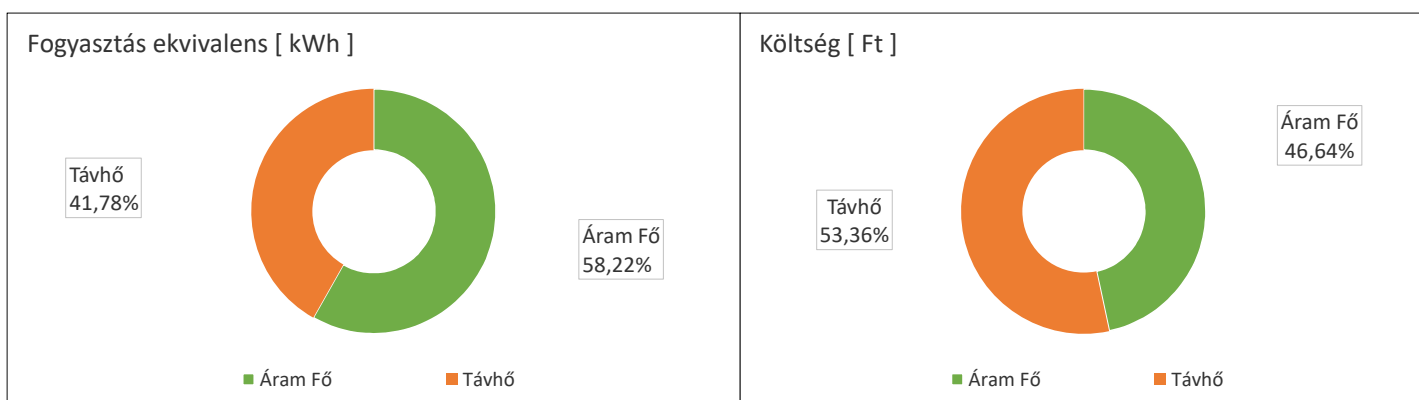 Fogyasztás ekvivalens [ kWh ]
Távhő
41,78%
Áram Fő
58,22%
Áram Fő
Távhő
Költség [ Ft ]
Áram Fő
46,64%
Távhő
53,36%
Áram Fő
Távhő